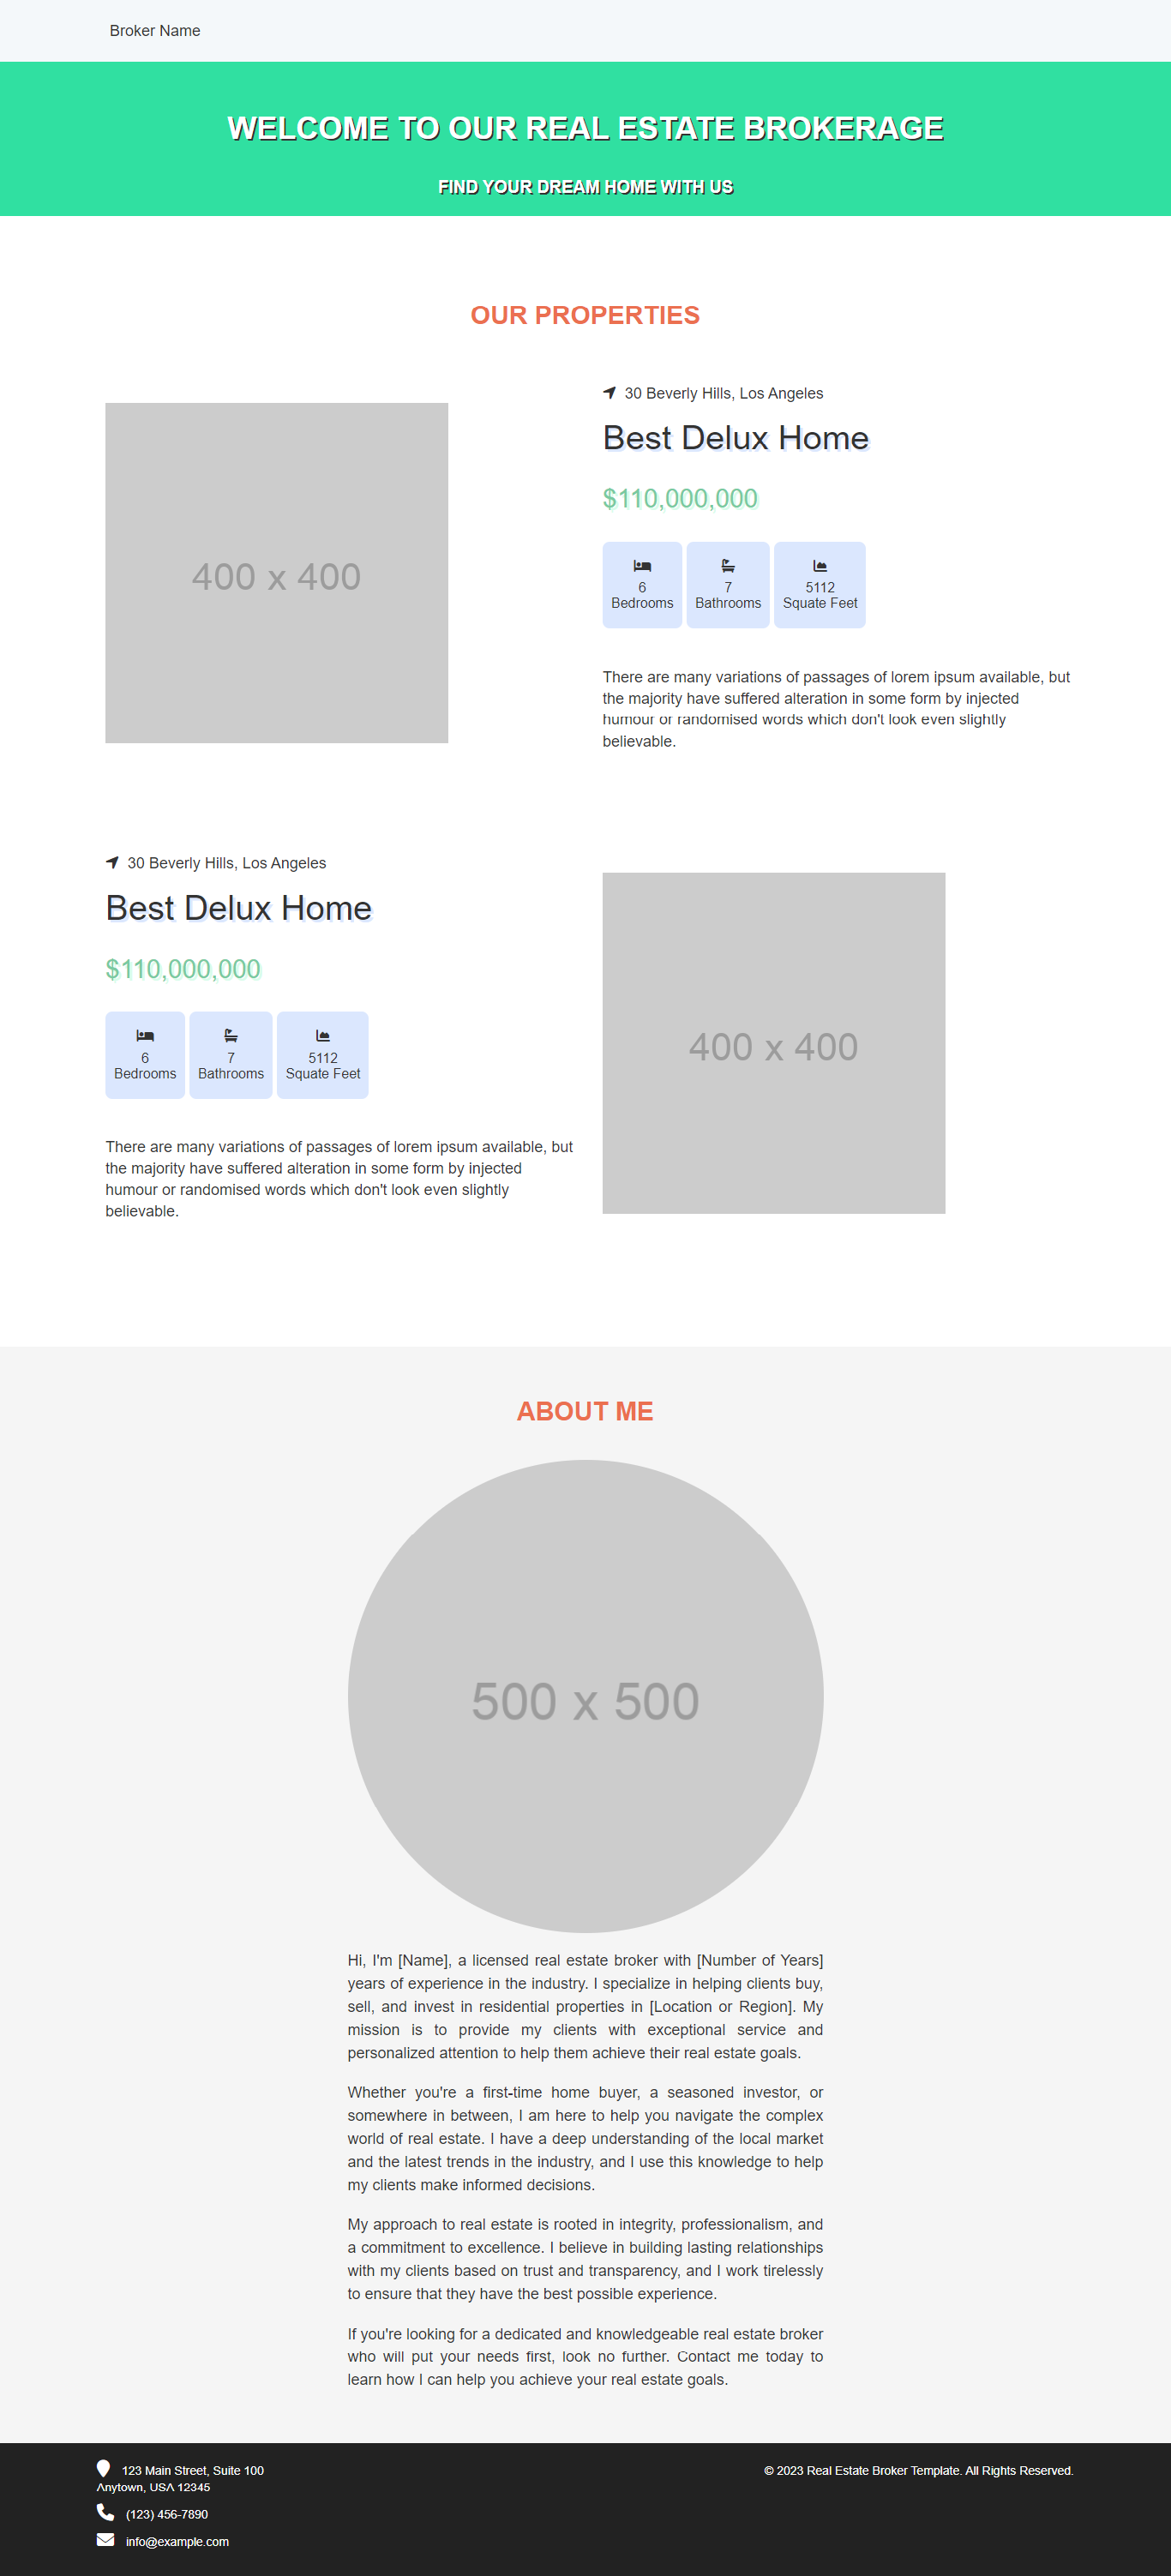 Broker Name
WELCOME TO OUR REAL ESTATE BROKERAGE
FIND YOUR DREAM HOME WITH US
OUR PROPERTIES
400 x 400
30 Beverly Hills, Los Angeles
Best Delux Home
$110,000,000
6
Bedrooms
7
Bathrooms
5112
Squate Feet
There are many variations of passages of lorem ipsum available, but
the majority have suffered alteration in some form by injected
humour or randomised words which don't look even slightly
believable.
30 Beverly Hills, Los Angeles
Best Delux Home
$110,000,000
6
Bedrooms
7
Bathrooms
5112
Squate Feet
There are many variations of passages of lorem ipsum available, but
the majority have suffered alteration in some form by injected
humour or randomised words which don't look even slightly
believable.
400 x 400
ABOUT ME
500 x 500
Hi, I'm [Name], a licensed real estate broker with [Number of Years]
years of experience in the industry. I specialize in helping clients buy,
sell, and invest in residential properties in [Location or Region]. My
mission is to provide my clients with exceptional service and
personalized attention to help them achieve their real estate goals.
Whether you're a first-time home buyer, a seasoned investor, or
somewhere in between, I am here to help you navigate the complex
world of real estate. I have a deep understanding of the local market
and the latest trends in the industry, and I use this knowledge to help
my clients make informed decisions.
My approach to real estate is rooted in integrity, professionalism, and
a commitment to excellence. I believe in building lasting relationships
with my clients based on trust and transparency, and I work tirelessly
to ensure that they have the best possible experience.
If you're looking for a dedicated and knowledgeable real estate broker
who will put your needs first, look no further. Contact me today to
learn how I can help you achieve your real estate goals.
123 Main Street, Suite 100
Anytown, USA 12345
(123) 456-7890
info@example.com
© 2023 Real Estate Broker Template. All Rights Reserved.